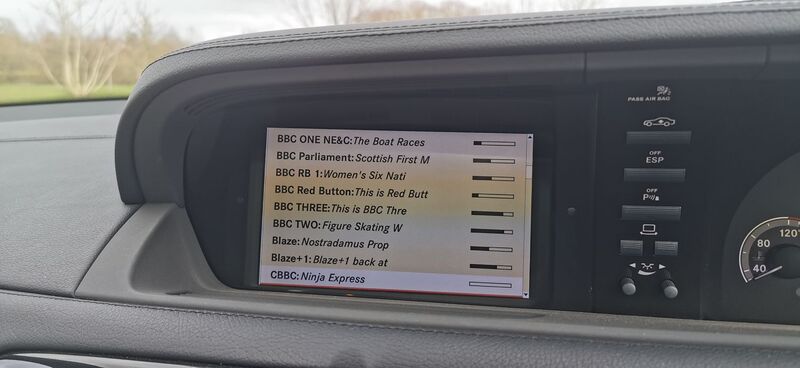 BBC ONE NE&C:The Boat Races
BBC Parliament:Scottish First M
BBC RB 1:Women's Six Nati
BBC Red Button:This is Red Butt
BBC THREE:This is BBC Thre
BBC TWO:Figure Skating W
Blaze:Nostradamus Prop
Blaze+1:Blaze+1 back at
CBBC:Ninja Express
PASS AIR BAG
OFF
ESP
OFF
P
120
80
40